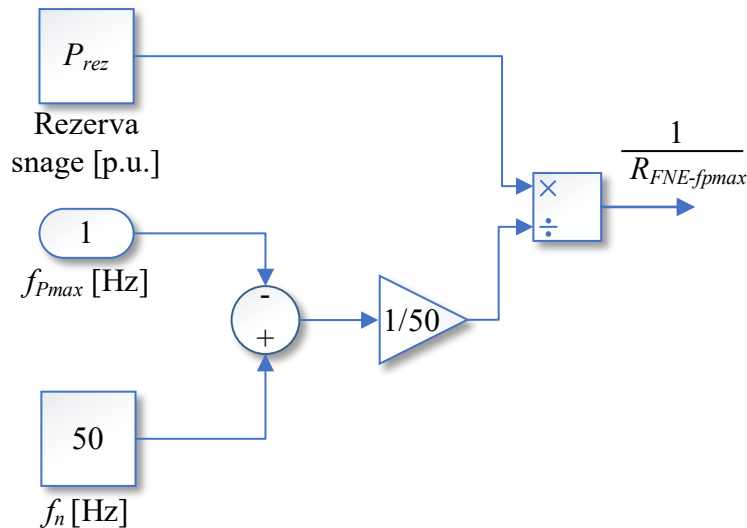 P_rez
Rezerva
snage [p.u.]
1
R_FNE-fpmax
×
÷
1
f_Pmax [Hz]
-
+
1/50
50
f_n [Hz]